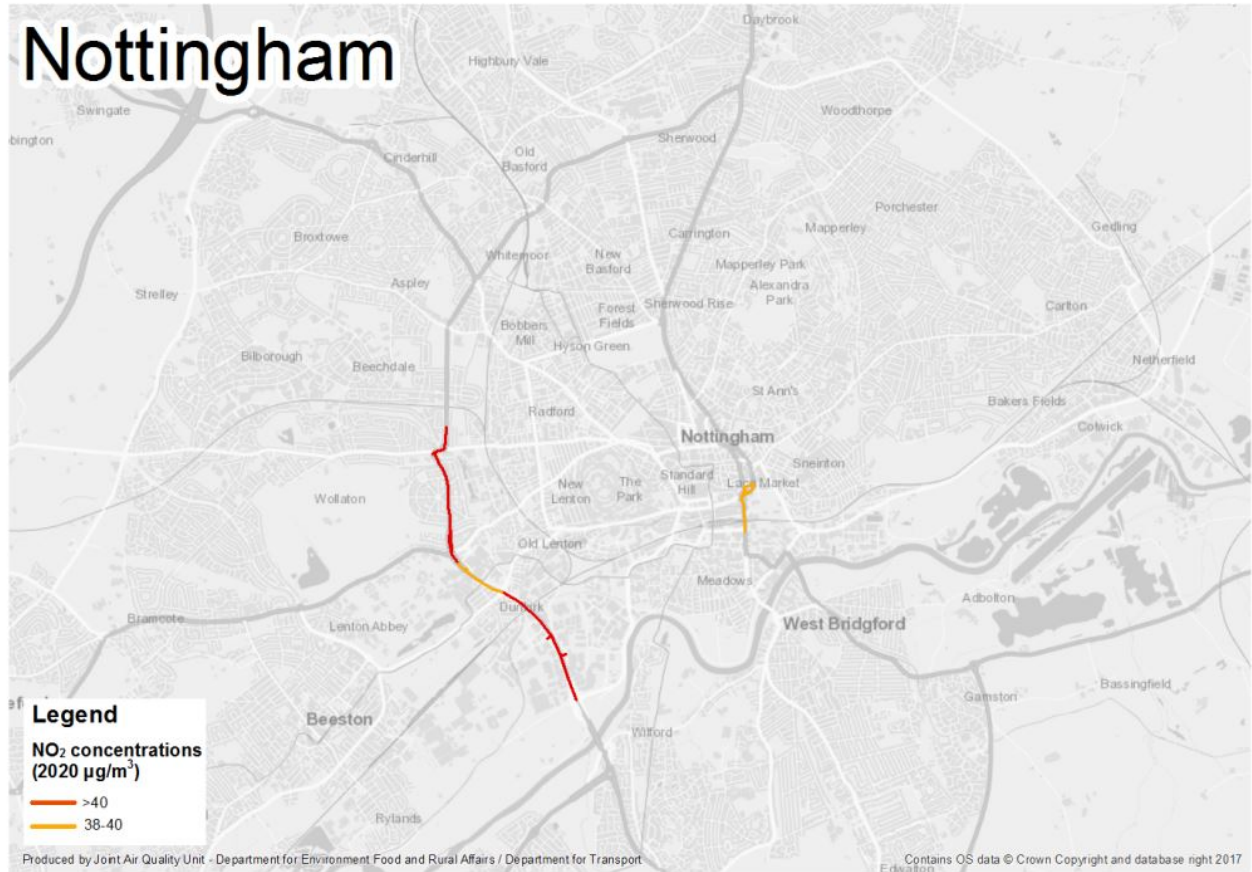 Nottingham
Daybrook
Highbury Vale
Swingate
Woodthorpe
Sherwood
Old
Basford
Cinderhill
Porchester
Carrington
Mapperley
Gedling
Broxtowe
Whitemoor
New
Basford
Mapperley Park
Alexandra
Park
Aspley
Strelley
Forest
Fields
Sherwood Rise
Carlton
Bobbers
Mill
Hyson Green
Bilborough
Beechdale
Netherfield
St Ann's
Bakers Fields
Radford
Colwick
Nottingham
Sneinton
Standard
Hill
Lace Market
New
Lenton
The
Park
Wollaton
Old Lenton
Meadows
Adbolton
Dunkirk
Bramcote
Lenton Abbey
West Bridgford
Bassingfield
Gamston
Beeston
Wilford
Rylands
Edwalton
Legend
NO₂ concentrations
(2020 µg/m³)
>40
38-40
Produced by Joint Air Quality Unit - Department for Environment Food and Rural Affairs / Department for Transport
Contains OS data © Crown Copyright and database right 2017